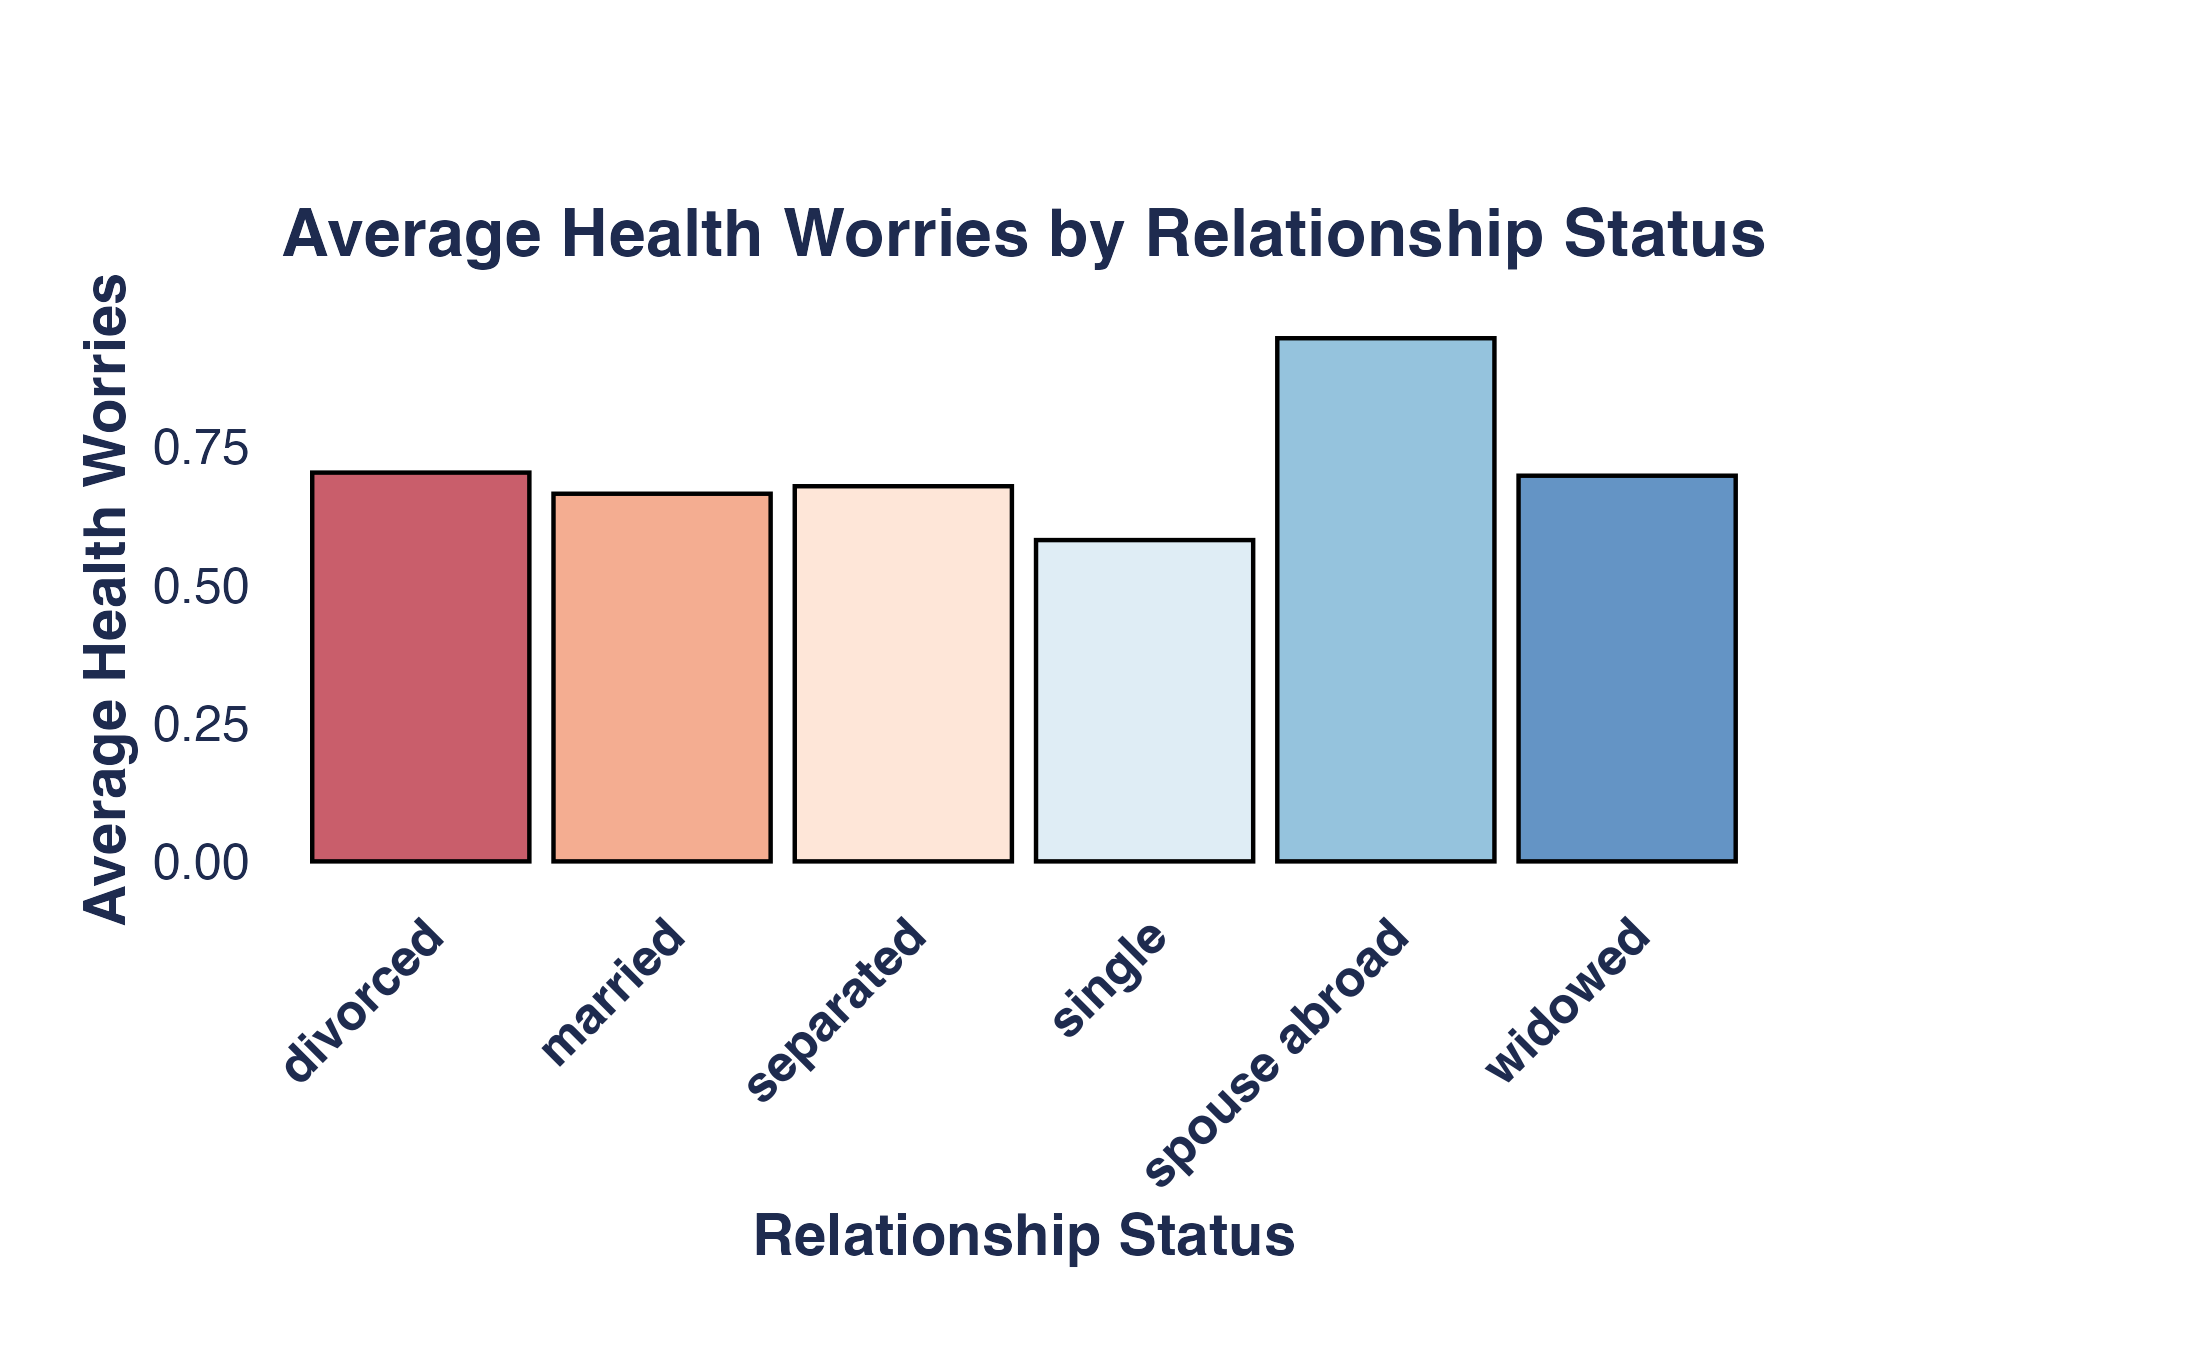 Average Health Worries by Relationship Status
Average Health Worries
0.75
0.50
0.25
0.00
divorced
married
separated
single
spouse abroad
widowed
Relationship Status